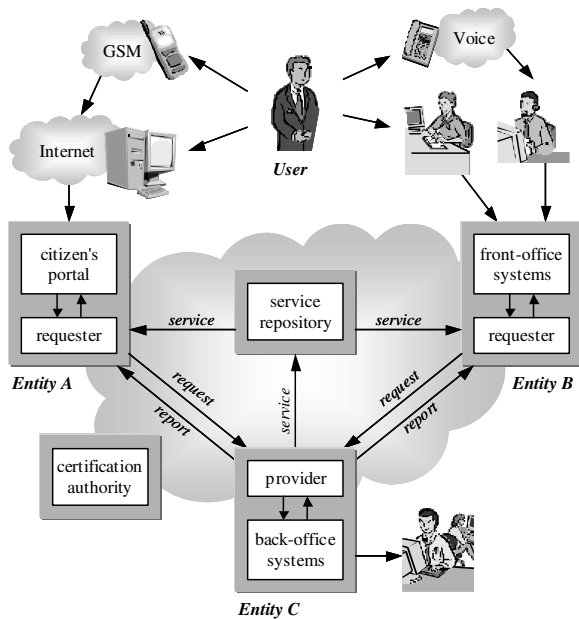 GSM
Voice
Internet
User
citizen's
portal
requester
Entity A
service
repository
service
service
front-office
systems
requester
Entity B
request
report
service
request
report
certification
authority
provider
back-office
systems
Entity C